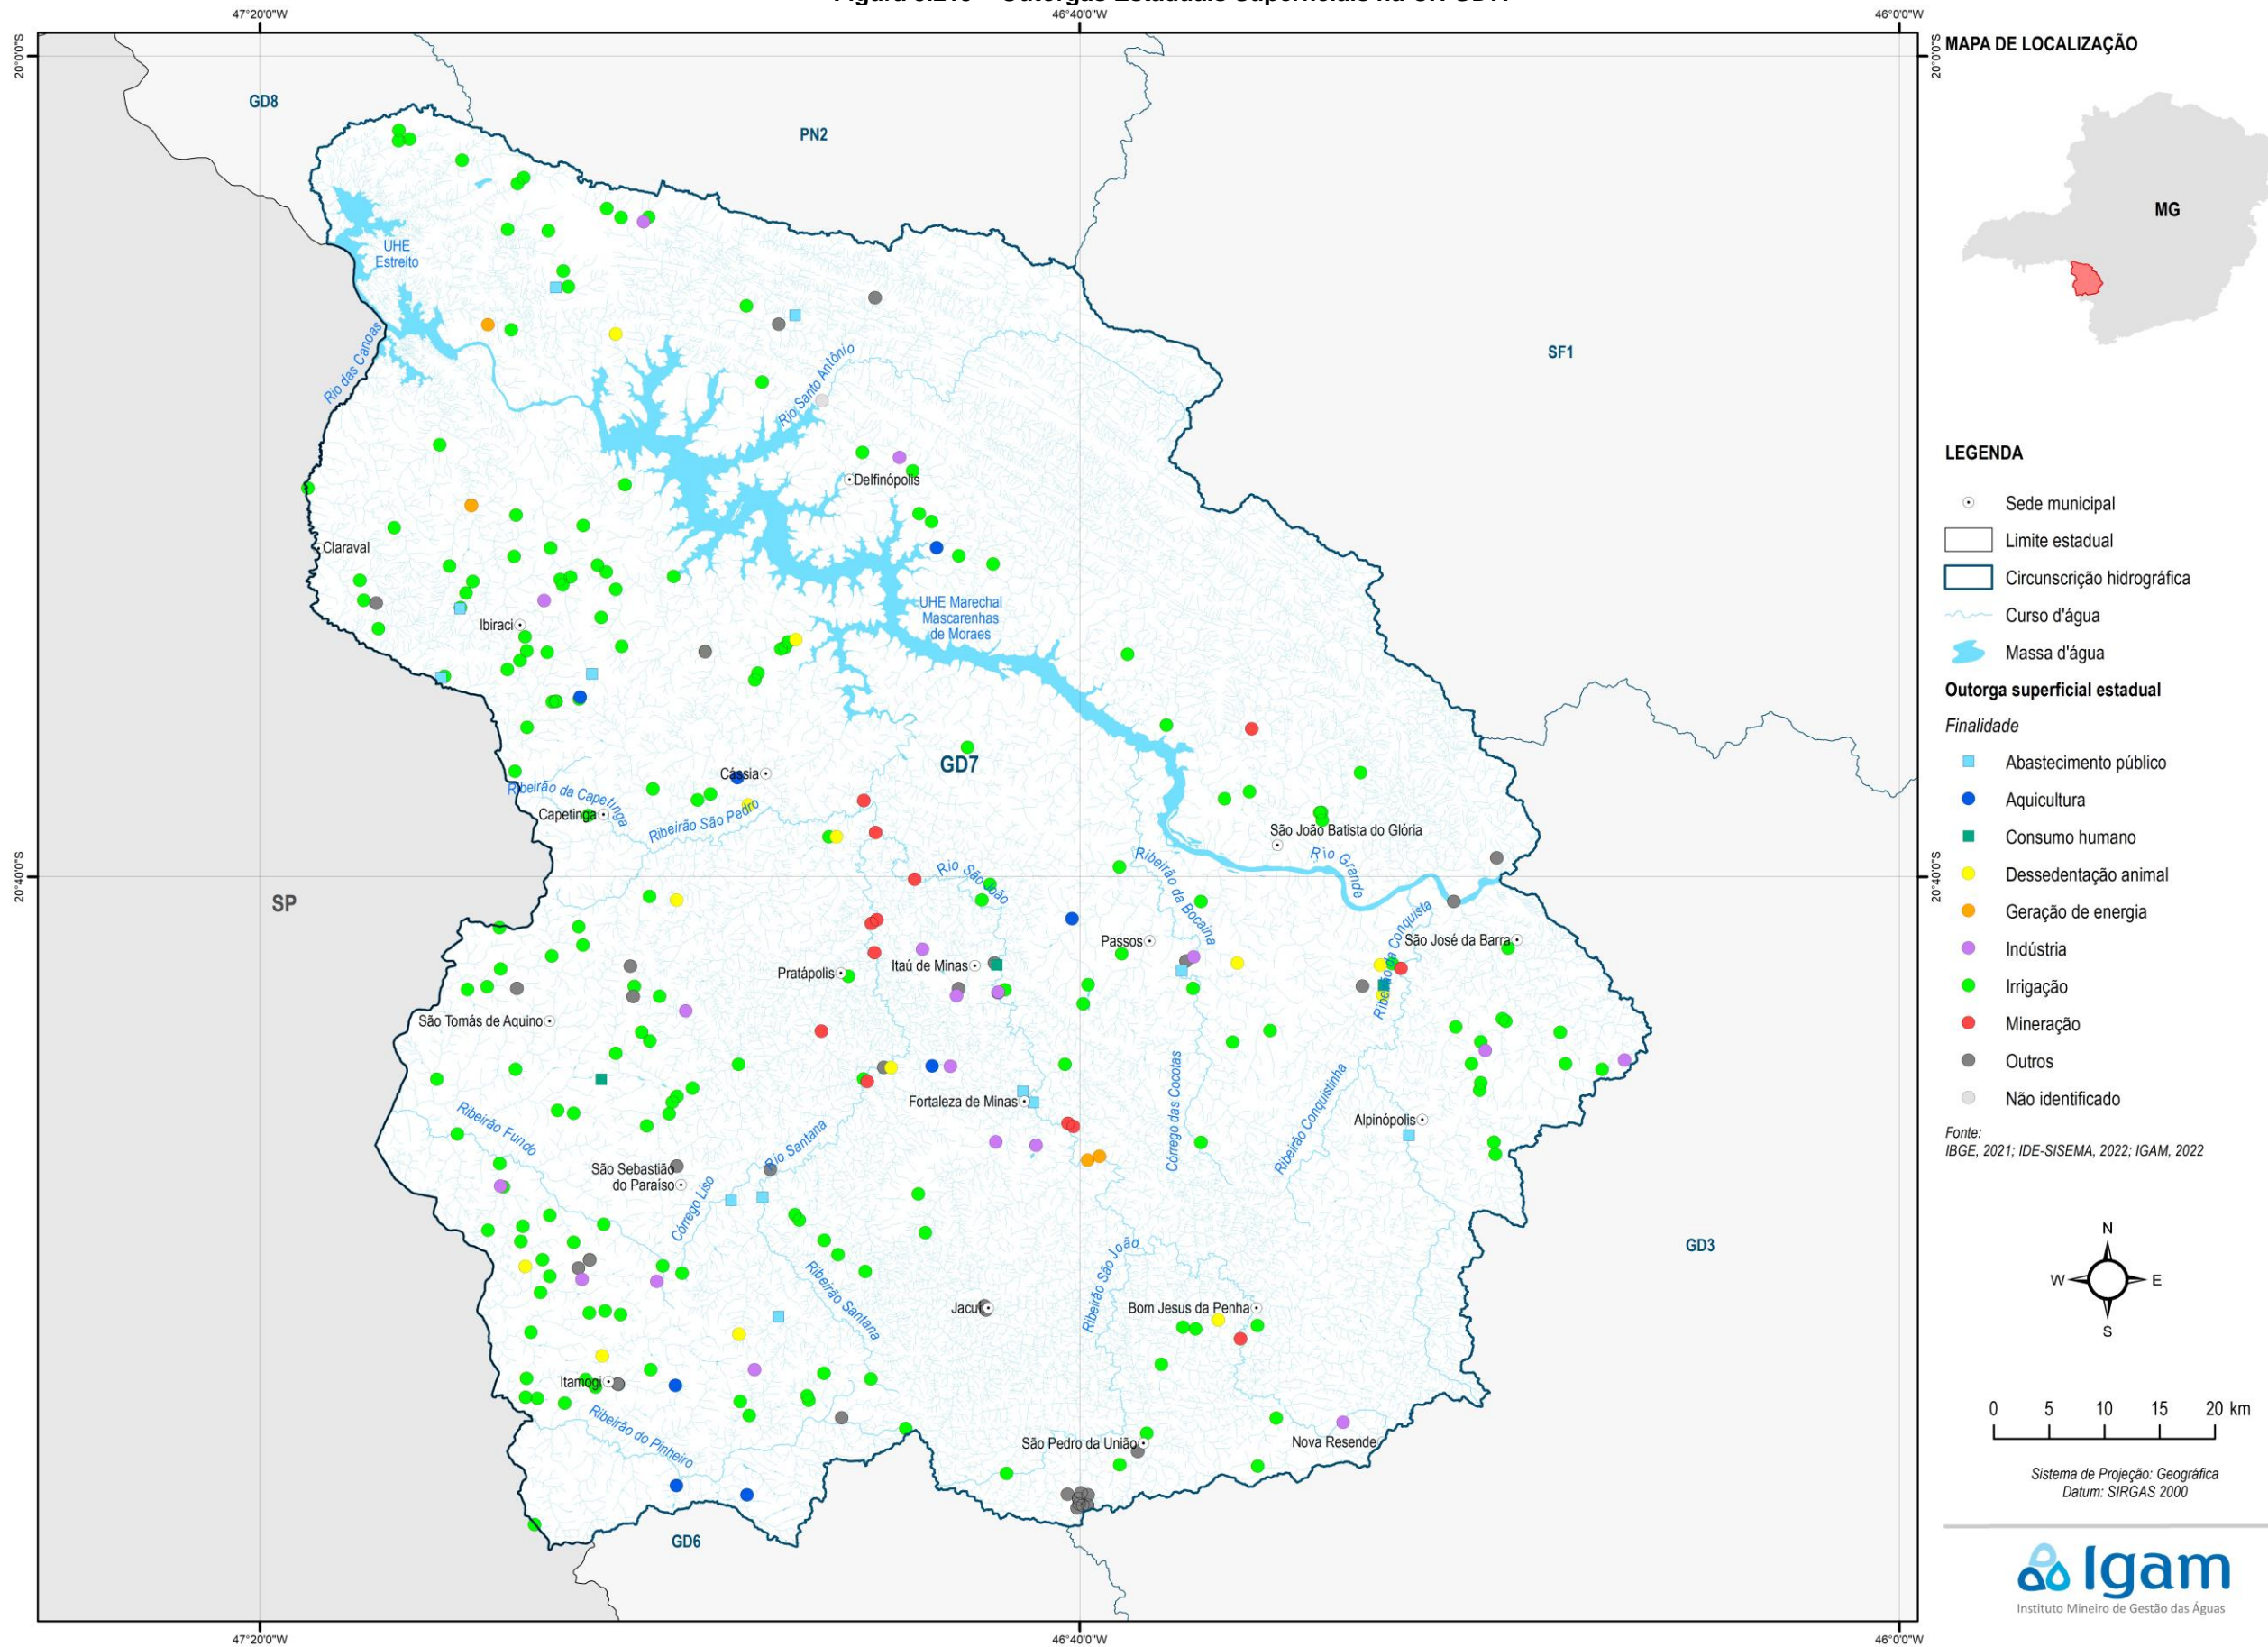 47°20'0"W
46°40'0"W
46°0'0"W
20°0'0"S
20°0'0"S
GD8
PN2
UHE
Estreito
Rio das Canoas
Rio Santo Antônio
SF1
Delfinópolis
Claraval
Ibiraci
UHE Marechal
Mascarenhas
de Moraes
GD7
Cássia
Ribeirão da Capetinga
Capetinga
Ribeirão São Pedro
São João Batista do Glória
Rio Grande
Rio São João
Ribeirão da Bocaina
20°40'0"S
20°40'0"S
SP
Ribeirão da Conquista
Passos
São José da Barra
Pratápolis
Itaú de Minas
São Tomás de Aquino
Córrego das Cocotas
Ribeirão Conquistinha
Fortaleza de Minas
Alpinópolis
Ribeirão Fundo
Rio Santana
São Sebastião
do Paraíso
Córrego Liso
GD3
Ribeirão Santana
Ribeirão São João
Jacuí
Bom Jesus da Penha
Itamogi
Ribeirão do Pinheiro
São Pedro da União
Nova Resende
GD6
47°20'0"W
46°40'0"W
46°0'0"W
MAPA DE LOCALIZAÇÃO
MG
LEGENDA
Sede municipal
Limite estadual
Circunscrição hidrográfica
Curso d'água
Massa d'água
Outorga superficial estadual
Finalidade
Abastecimento público
Aquicultura
Consumo humano
Dessedentação animal
Geração de energia
Indústria
Irrigação
Mineração
Outros
Não identificado
Fonte:
IBGE, 2021; IDE-SISEMA, 2022; IGAM, 2022
N
W
E
S
0 5 10 15 20 km
Sistema de Projeção: Geográfica
Datum: SIRGAS 2000
Igam
Instituto Mineiro de Gestão das Águas